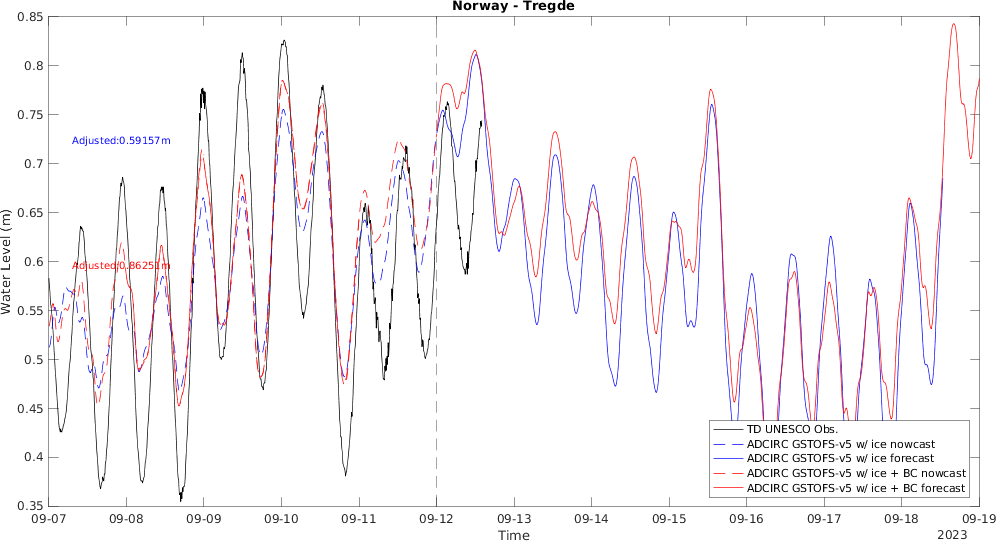 Norway - Tregde
0.85
0.8
0.75
0.7
0.65
0.6
0.55
0.5
0.45
0.4
0.35
Water Level (m)
Adjusted:0.59157m
TD UNESCO Obs.
ADCIRC GSTOFS-v5 w/ ice nowcast
ADCIRC GSTOFS-v5 w/ ice forecast
ADCIRC GSTOFS-v5 w/ ice + BC nowcast
ADCIRC GSTOFS-v5 w/ ice + BC forecast
09-07 09-08 09-09 09-10 09-11 09-12 09-13 09-14 09-15 09-16 09-17 09-18 09-19
Time
2023